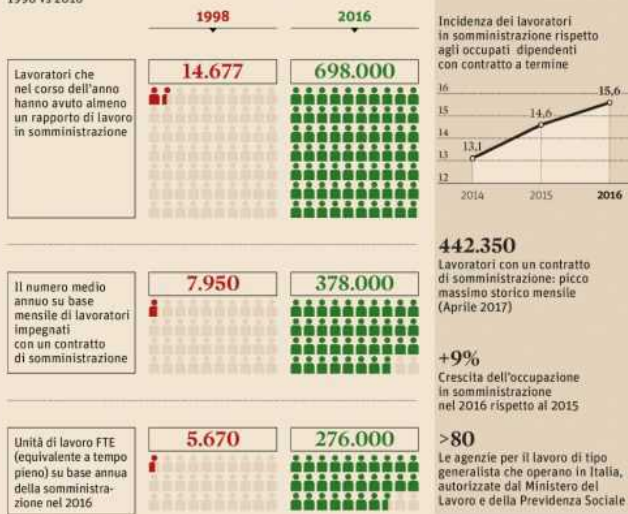 1998 vs 2016
1998
2016
Lavoratori che
nel corso dell'anno
hanno avuto almeno
un rapporto di lavoro
in somministrazione
14.677
698.000
Il numero medio
annuo su base
mensile di lavoratori
impegnati
con un contratto
di somministrazione
7.950
378.000
Unità di lavoro FTE
(equivalente a tempo
pieno) su base annua
della somministra-
zione nel 2016
5.670
276.000
Incidenza dei lavoratori
in somministrazione rispetto
agli occupati dipendenti
con contratto a termine
16
15
14
13
12
13,1
14,6
15,6
2014
2015
2016
442.350
Lavoratori con un contratto
di somministrazione: picco
massimo storico mensile
(Aprile 2017)
+9%
Crescita dell'occupazione
in somministrazione
nel 2016 rispetto al 2015
>80
Le agenzie per il lavoro di tipo
generalista che operano in Italia,
autorizzate dal Ministero del
Lavoro e della Previdenza Sociale